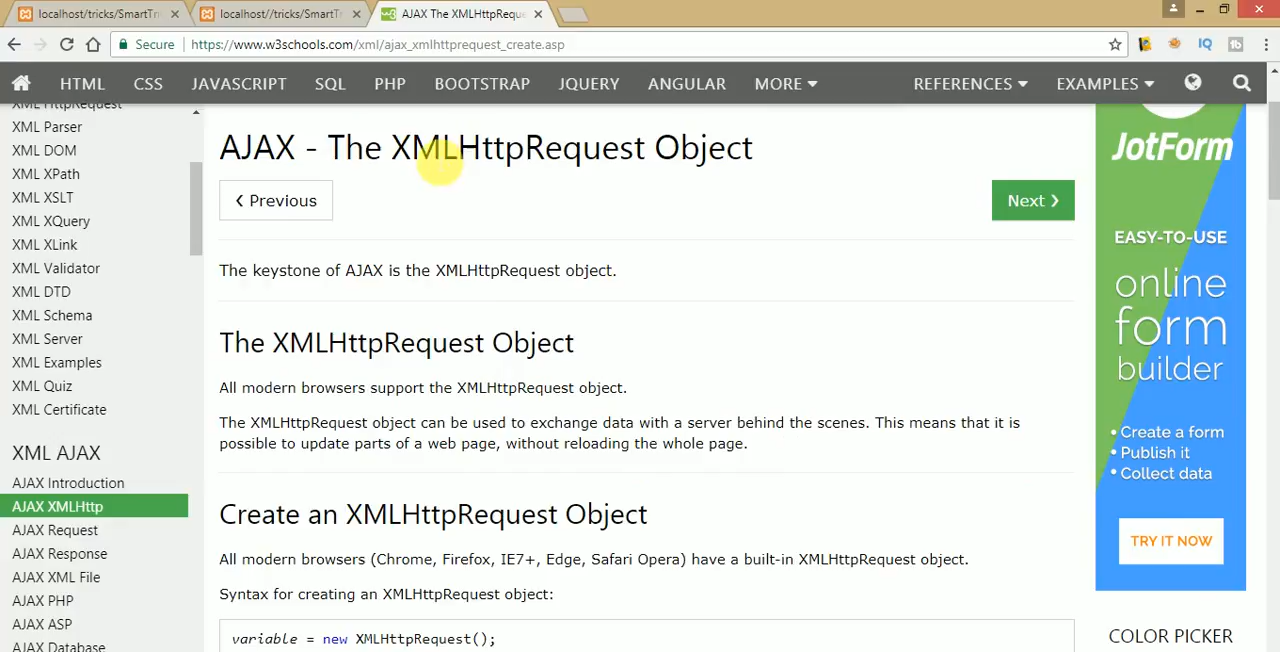 localhost/tricks/SmartTri
localhost//tricks/SmartT
AJAX The XMLHttpReque
Secure
https://www.w3schools.com/xml/ajax_xmlhttprequest_create.asp
HTML
CSS
JAVASCRIPT
SQL
PHP
BOOTSTRAP
JQUERY
ANGULAR
MORE
REFERENCES
EXAMPLES
XML HttpRequest
XML Parser
XML DOM
XML XPath
XML XSLT
XML XQuery
XML XLink
XML Validator
XML DTD
XML Schema
XML Server
XML Examples
XML Quiz
XML Certificate
XML AJAX
AJAX Introduction
AJAX XMLHttp
AJAX Request
AJAX Response
AJAX XML File
AJAX PHP
AJAX ASP
AJAX Database
AJAX - The XMLHttpRequest Object
❮ Previous
Next ❯
The keystone of AJAX is the XMLHttpRequest object.
The XMLHttpRequest Object
All modern browsers support the XMLHttpRequest object.
The XMLHttpRequest object can be used to exchange data with a server behind the scenes. This means that it is
possible to update parts of a web page, without reloading the whole page.
Create an XMLHttpRequest Object
All modern browsers (Chrome, Firefox, IE7+, Edge, Safari Opera) have a built-in XMLHttpRequest object.
Syntax for creating an XMLHttpRequest object:
variable = new XMLHttpRequest();
JotForm
EASY-TO-USE
online
form
builder
• Create a form
• Publish it
• Collect data
TRY IT NOW
COLOR PICKER